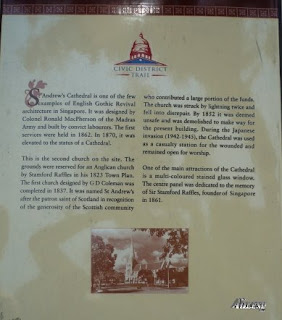 CIVIC DISTRICT
TRAIL
St Andrew's Cathedral is one of the few
examples of English Gothic Revival
architecture in Singapore. It was designed by
Colonel Ronald MacPherson of the Madras
Army and built by convict labourers. The first
services were held in 1862. In 1870, it was
elevated to the status of a Cathedral.
This is the second church on the site. The
grounds were reserved for an Anglican church
by Stamford Raffles in his 1823 Town Plan.
The first church designed by G D Coleman was
completed in 1837. It was named St Andrew's
after the patron saint of Scotland in recognition
of the generosity of the Scottish community
who contributed a large portion of the funds.
The church was struck by lightning twice and
fell into disrepair. By 1852 it was deemed
unsafe and was demolished to make way for
the present building. During the Japanese
invasion (1942-1945), the Cathedral was used
as a casualty station for the wounded and
remained open for worship.
One of the main attractions of the Cathedral
is a multi-coloured stained glass window.
The centre panel was dedicated to the memory
of Sir Stamford Raffles, founder of Singapore
in 1861.